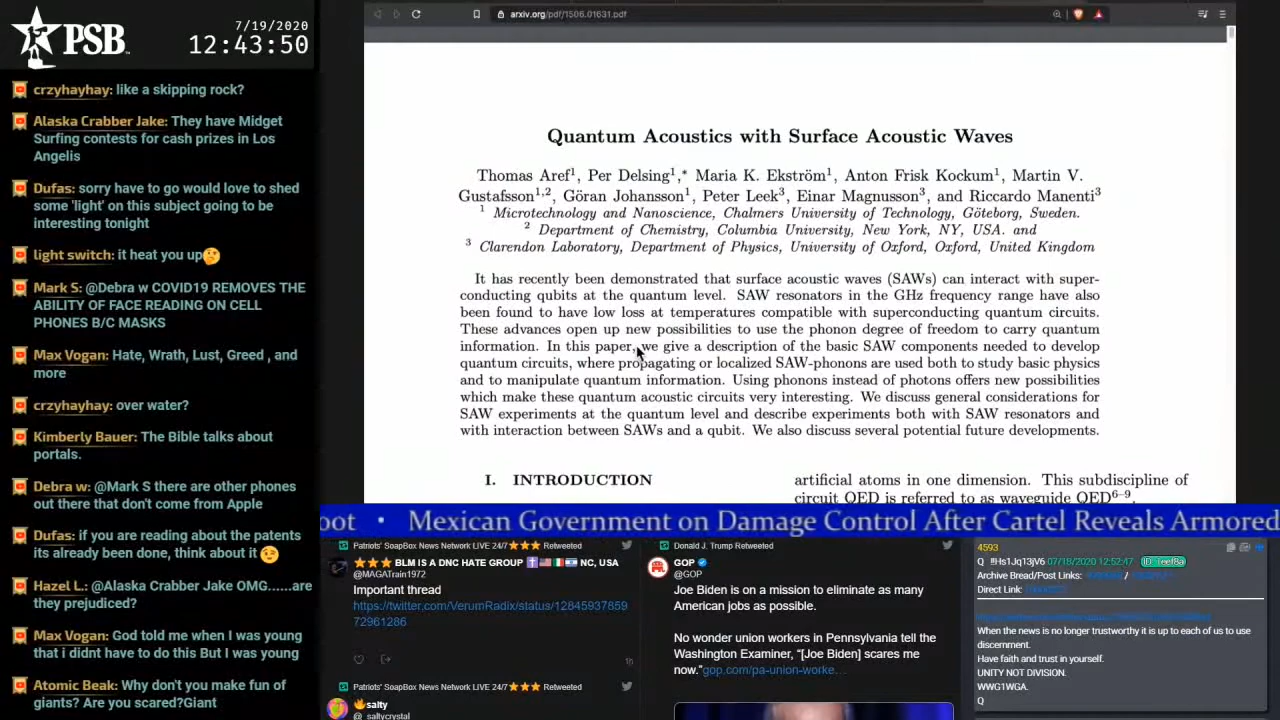 PSB
7/19/2020
12:43:50
crzyhayhay: like a skipping rock?
Alaska Crabber Jake: They have Midget
Surfing contests for cash prizes in Los
Angelis
Dufas: sorry have to go would love to shed
some 'light' on this subject going to be
interesting tonight
light switch: it heat you up🤔
Mark S: @Debra w COVID19 REMOVES THE
ABILITY OF FACE READING ON CELL
PHONES B/C MASKS
Max Vogan: Hate, Wrath, Lust, Greed , and
more
crzyhayhay: over water?
Kimberly Bauer: The Bible talks about
portals.
Debra w: @Mark S there are other phones
out there that don't come from Apple
Dufas: if you are reading about the patents
its already been done, think about it😉
Hazel L.: @Alaska Crabber Jake OMG......are
they prejudiced?
Max Vogan: God told me when I was young
that i didnt have to do this But I was young
Atomic Beak: Why don't you make fun of
giants? Are you scared?Giant
arxiv.org/pdf/1506.01631.pdf
Quantum Acoustics with Surface Acoustic Waves
Thomas Aref¹, Per Delsing¹,* Maria K. Ekström¹, Anton Frisk Kockum¹, Martin V.
Gustafsson¹,², Göran Johansson¹, Peter Leek³, Einar Magnusson³, and Riccardo Manenti³
¹ Microtechnology and Nanoscience, Chalmers University of Technology, Göteborg, Sweden.
² Department of Chemistry, Columbia University, New York, NY, USA. and
³ Clarendon Laboratory, Department of Physics, University of Oxford, Oxford, United Kingdom
It has recently been demonstrated that surface acoustic waves (SAWs) can interact with super-
conducting qubits at the quantum level. SAW resonators in the GHz frequency range have also
been found to have low loss at temperatures compatible with superconducting quantum circuits.
These advances open up new possibilities to use the phonon degree of freedom to carry quantum
information. In this paper, we give a description of the basic SAW components needed to develop
quantum circuits, where propagating or localized SAW-phonons are used both to study basic physics
and to manipulate quantum information. Using phonons instead of photons offers new possibilities
which make these quantum acoustic circuits very interesting. We discuss general considerations for
SAW experiments at the quantum level and describe experiments both with SAW resonators and
with interaction between SAWs and a qubit. We also discuss several potential future developments.
I. INTRODUCTION
artificial atoms in one dimension. This subdiscipline of
circuit QED is referred to as waveguide QED⁶⁻⁹.
oot • Mexican Government on Damage Control After Cartel Reveals Armored
Patriots' SoapBox News Network LIVE 24/7⭐⭐⭐ Retweeted
⭐⭐⭐ BLM IS A DNC HATE GROUP ✝️🇺🇸🇮🇹🇮🇱 NC, USA
@MAGATrain1972
Important thread
https://twitter.com/VerumRadix/status/12845937859
72961286
Patriots' SoapBox News Network LIVE 24/7⭐⭐⭐ Retweeted
🔥salty
@_saltycrystal
Donald J. Trump Retweeted
GOP
@GOP
Joe Biden is on a mission to eliminate as many
American jobs as possible.
No wonder union workers in Pennsylvania tell the
Washington Examiner, “[Joe Biden] scares me
now.”gop.com/pa-union-worke…
4593
Q !!Hs1Jq13jV6 07/18/2020 12:52:47 ID: 1eef8a
Archive Bread/Post Links: /
Direct Link:
When the news is no longer trustworthy it is up to each of us to use
discernment.
Have faith and trust in yourself.
UNITY NOT DIVISION.
WWG1WGA.
Q